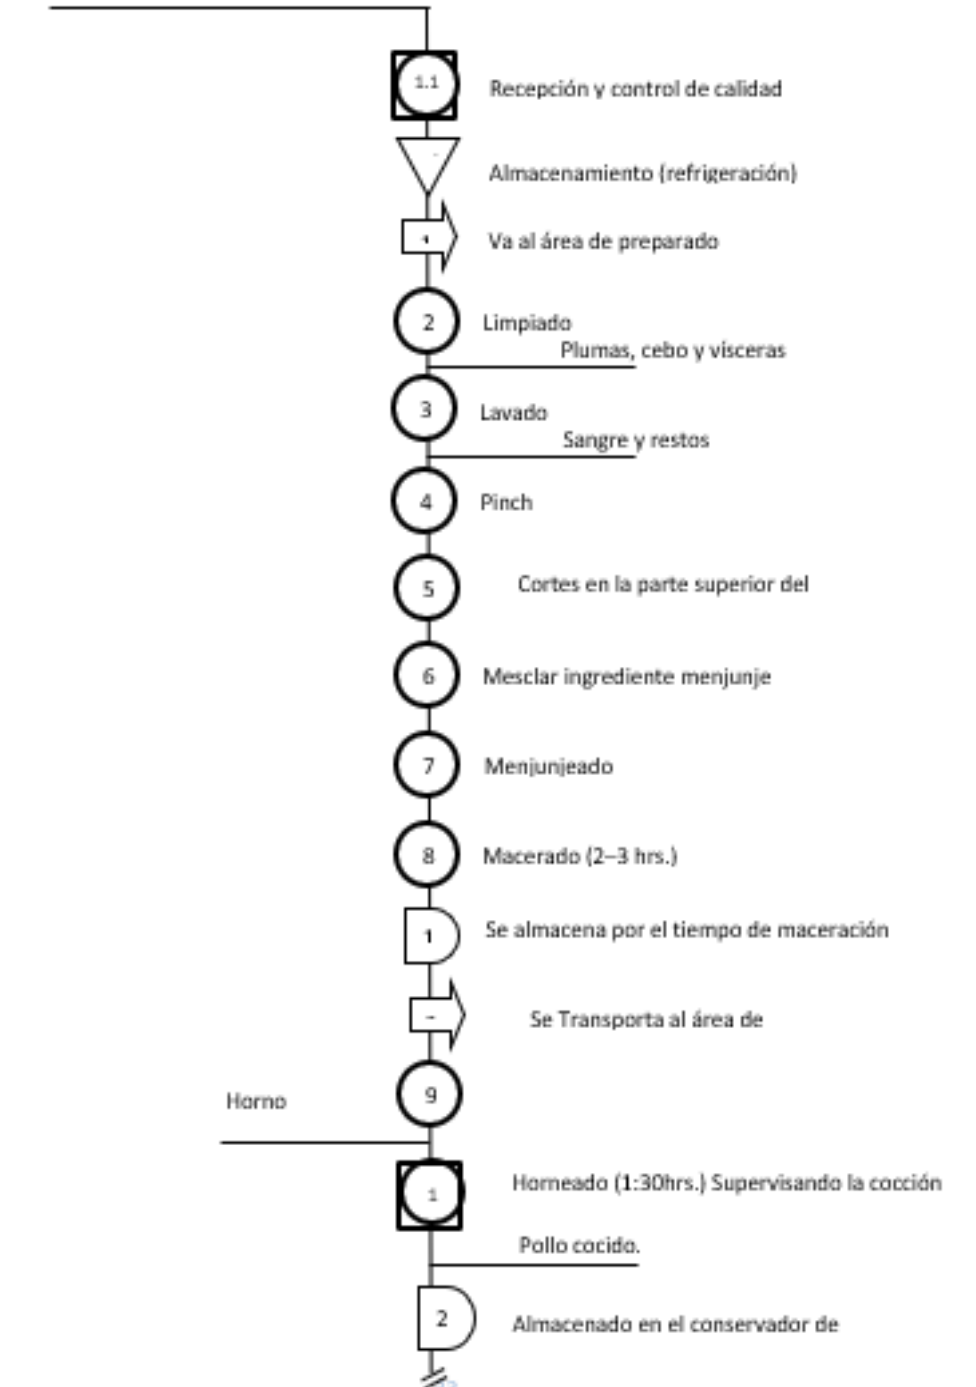 1.1
Recepción y control de calidad
Almacenamiento (refrigeración)
Va al área de preparado
2
Limpiado
Plumas, cebo y vísceras
3
Lavado
Sangre y restos
4
Pinch
5
Cortes en la parte superior del
6
Mesclar ingrediente menjunje
7
Menjunjeado
8
Macerado (2–3 hrs.)
1
Se almacena por el tiempo de maceración
Se Transporta al área de
9
Horno
1
Horneado (1:30hrs.) Supervisando la cocción
Pollo cocido.
2
Almacenado en el conservador de